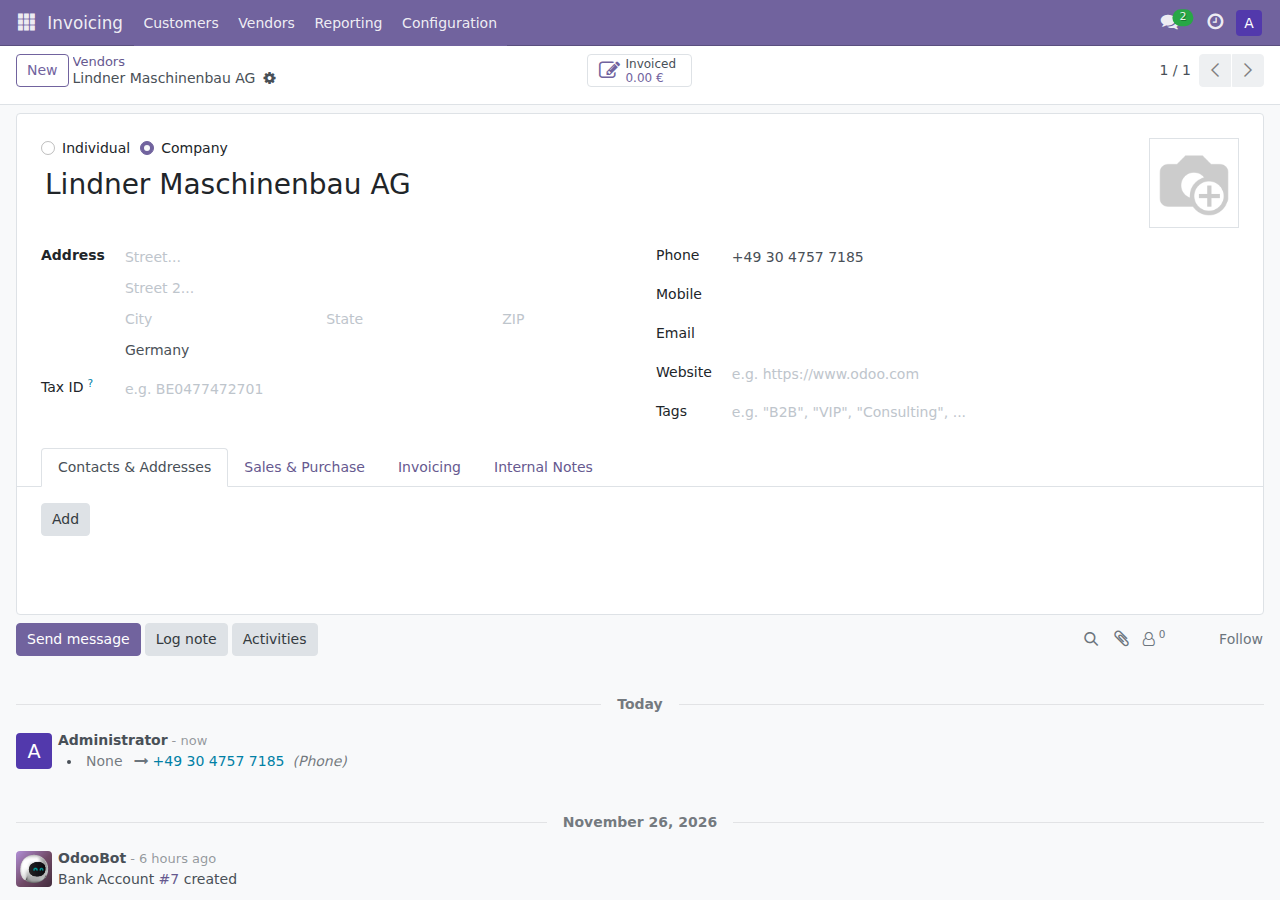 Invoicing Customers Vendors Reporting Configuration 2 A
New Vendors Invoiced
Lindner Maschinenbau AG 0.00 € 1 / 1
Individual Company
Lindner Maschinenbau AG
Address Street... Phone +49 30 4757 7185
Street 2... Mobile
City State ZIP Email
Germany Website e.g. https://www.odoo.com
Tax ID ? e.g. BE0477472701 Tags e.g. "B2B", "VIP", "Consulting", ...
Contacts & Addresses Sales & Purchase Invoicing Internal Notes
Add
Send message Log note Activities 0 Follow
Today
A Administrator - now
• None → +49 30 4757 7185 (Phone)
November 26, 2026
OdooBot - 6 hours ago
Bank Account #7 created